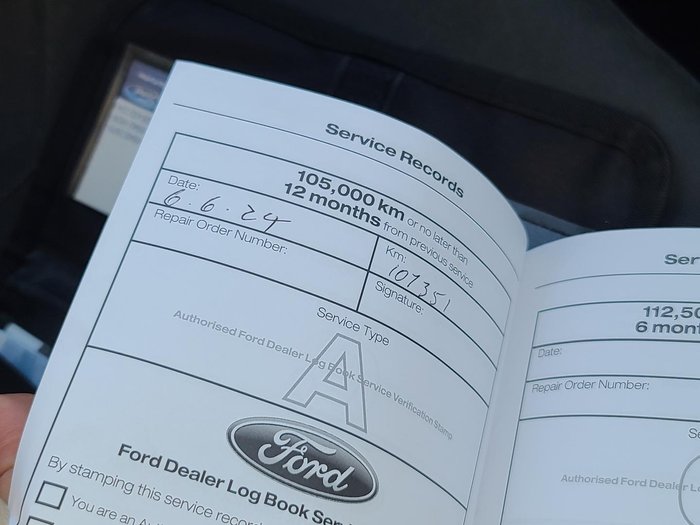 Service Records
105,000 km or no later than
12 months from previous service
Date:
6.6.24
Km:
107351
Repair Order Number:
Signature:
Service Type
A
Authorised Ford Dealer Log Book Service Verification Stamp
Ford
Ford Dealer Log Book Ser
By stamping this service recor
You are an Au
Ser
112,50
6 mont
Date:
Repair Order Number:
Se
Authorised Ford Dealer L